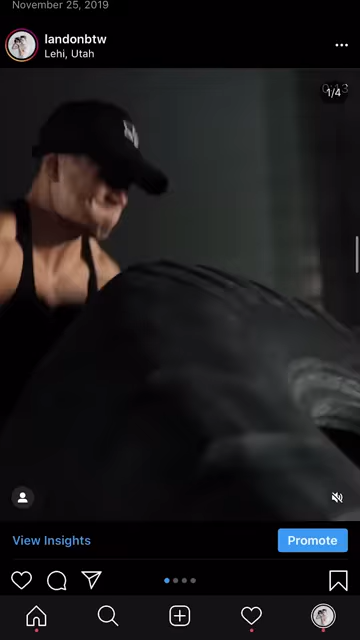 November 25, 2019
landonbtw
Lehi, Utah
1/4
View Insights
Promote